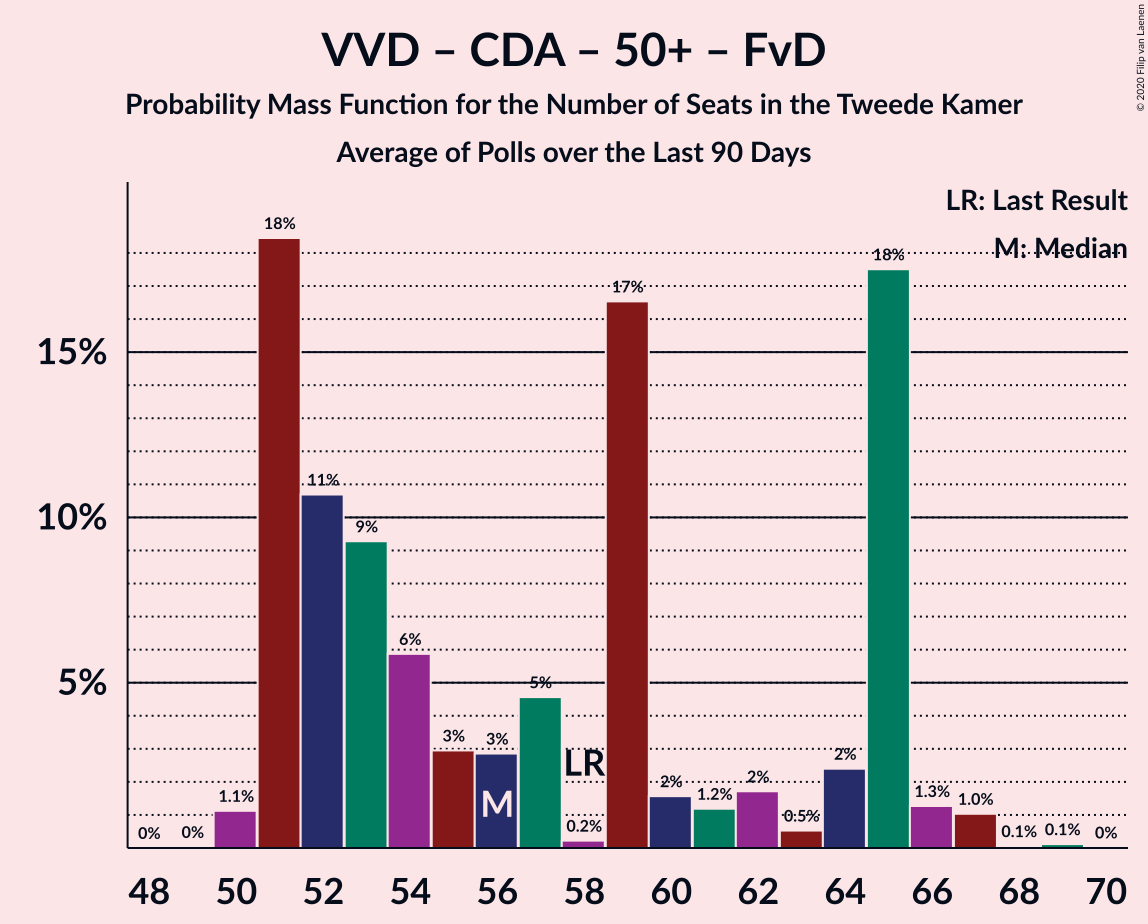 VVD – CDA – 50+ – FvD
Probability Mass Function for the Number of Seats in the Tweede Kamer
Average of Polls over the Last 90 Days
© 2020 Filip van Laenen
LR: Last Result
M: Median
15%
10%
5%
0%
0%
1.1%
18%
11%
9%
6%
3%
3%
5%
0.2%
17%
2%
1.2%
2%
0.5%
2%
18%
1.3%
1.0%
0.1%
0.1%
0%
M
LR
48 50 52 54 56 58 60 62 64 66 68 70